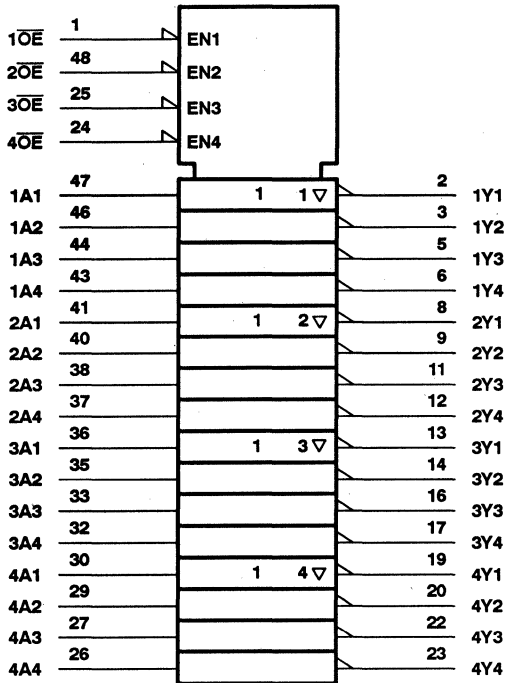 1O̅E̅ 1 EN1
2O̅E̅ 48 EN2
3O̅E̅ 25 EN3
4O̅E̅ 24 EN4
1A1 47 1 1 ▽ 2 1Y1
1A2 46 3 1Y2
1A3 44 5 1Y3
1A4 43 6 1Y4
2A1 41 1 2 ▽ 8 2Y1
2A2 40 9 2Y2
2A3 38 11 2Y3
2A4 37 12 2Y4
3A1 36 1 3 ▽ 13 3Y1
3A2 35 14 3Y2
3A3 33 16 3Y3
3A4 32 17 3Y4
4A1 30 1 4 ▽ 19 4Y1
4A2 29 20 4Y2
4A3 27 22 4Y3
4A4 26 23 4Y4